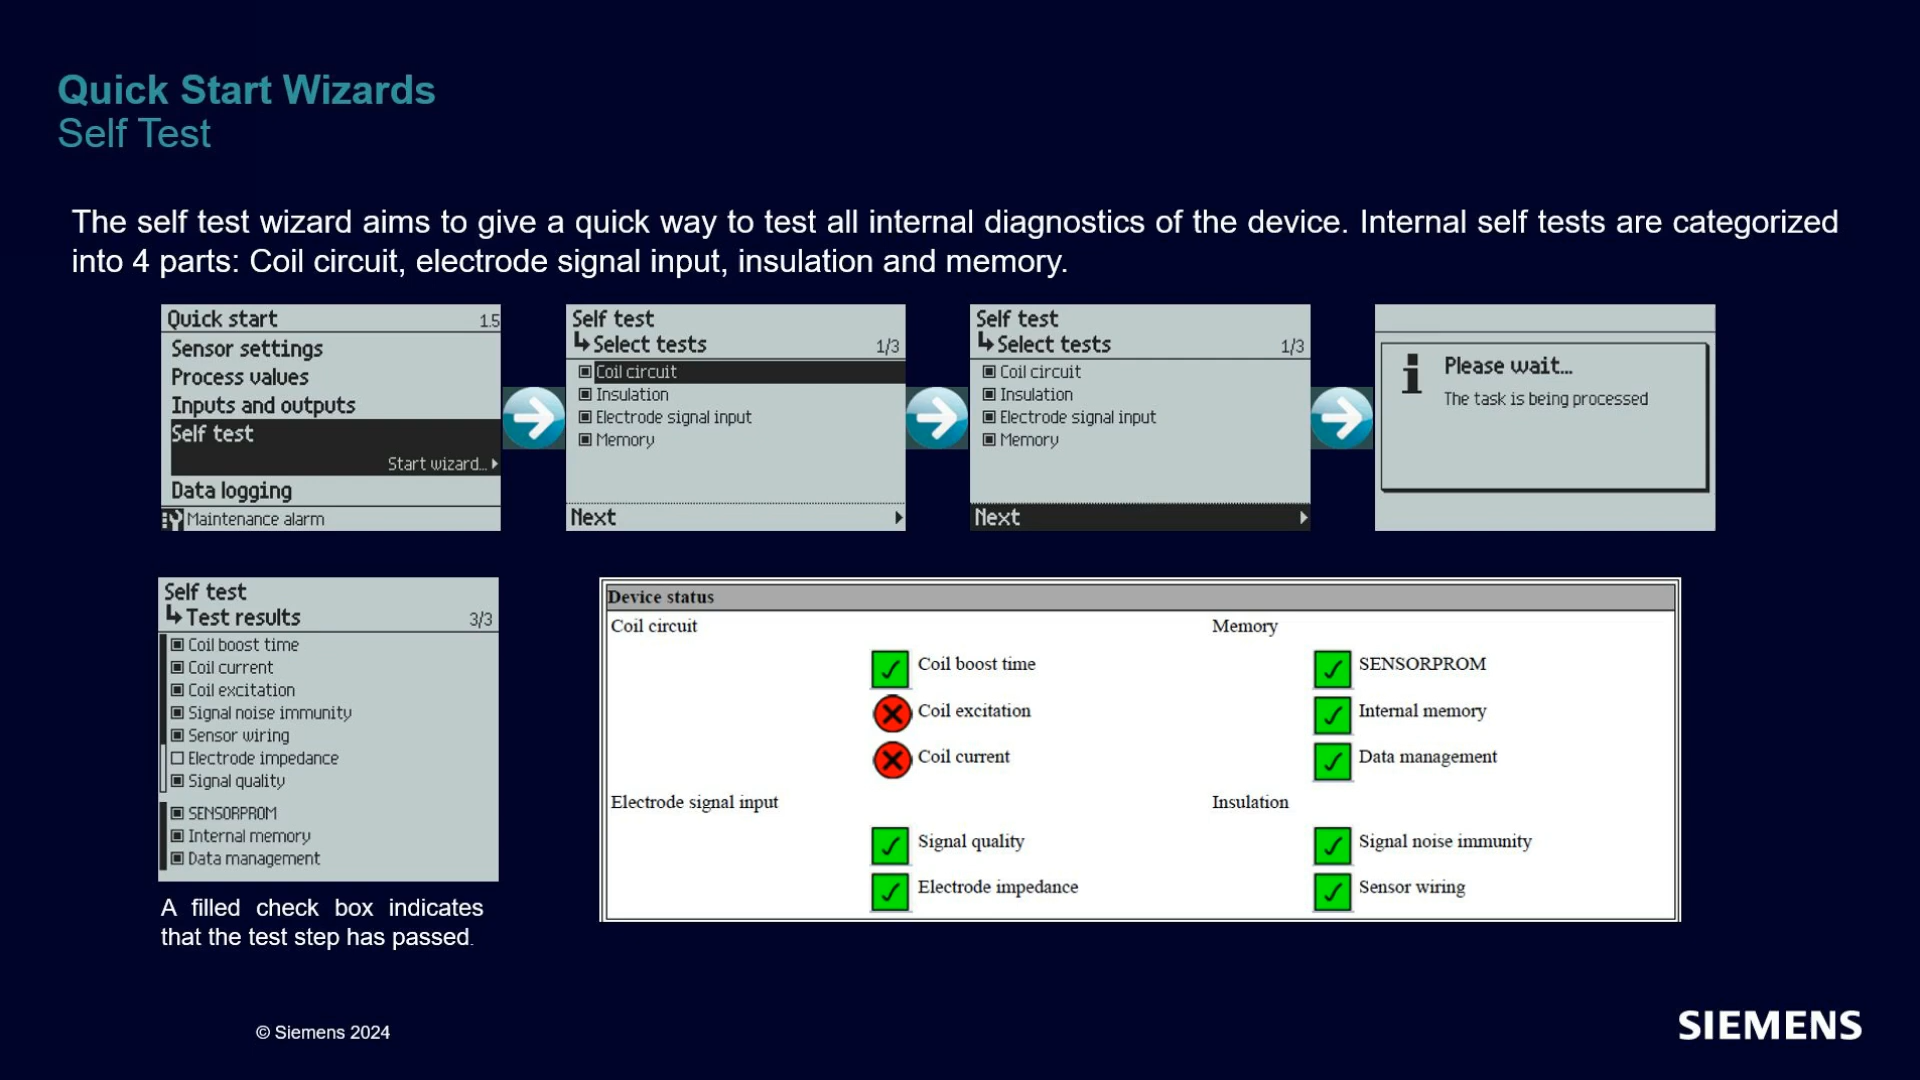 Quick Start Wizards
Self Test
The self test wizard aims to give a quick way to test all internal diagnostics of the device. Internal self tests are categorized
into 4 parts: Coil circuit, electrode signal input, insulation and memory.
Quick start 1.5
Sensor settings
Process values
Inputs and outputs
Self test
Start wizard...
Data logging
Maintenance alarm
Self test
Select tests 1/3
Coil circuit
Insulation
Electrode signal input
Memory
Next
Self test
Select tests 1/3
Coil circuit
Insulation
Electrode signal input
Memory
Next
Please wait...
The task is being processed
Self test
Test results 3/3
Coil boost time
Coil current
Coil excitation
Signal noise immunity
Sensor wiring
Electrode impedance
Signal quality
SENSORPROM
Internal memory
Data management
A filled check box indicates
that the test step has passed.
Device status
Coil circuit
Coil boost time
Coil excitation
Coil current
Electrode signal input
Signal quality
Electrode impedance
Memory
SENSORPROM
Internal memory
Data management
Insulation
Signal noise immunity
Sensor wiring
© Siemens 2024
SIEMENS